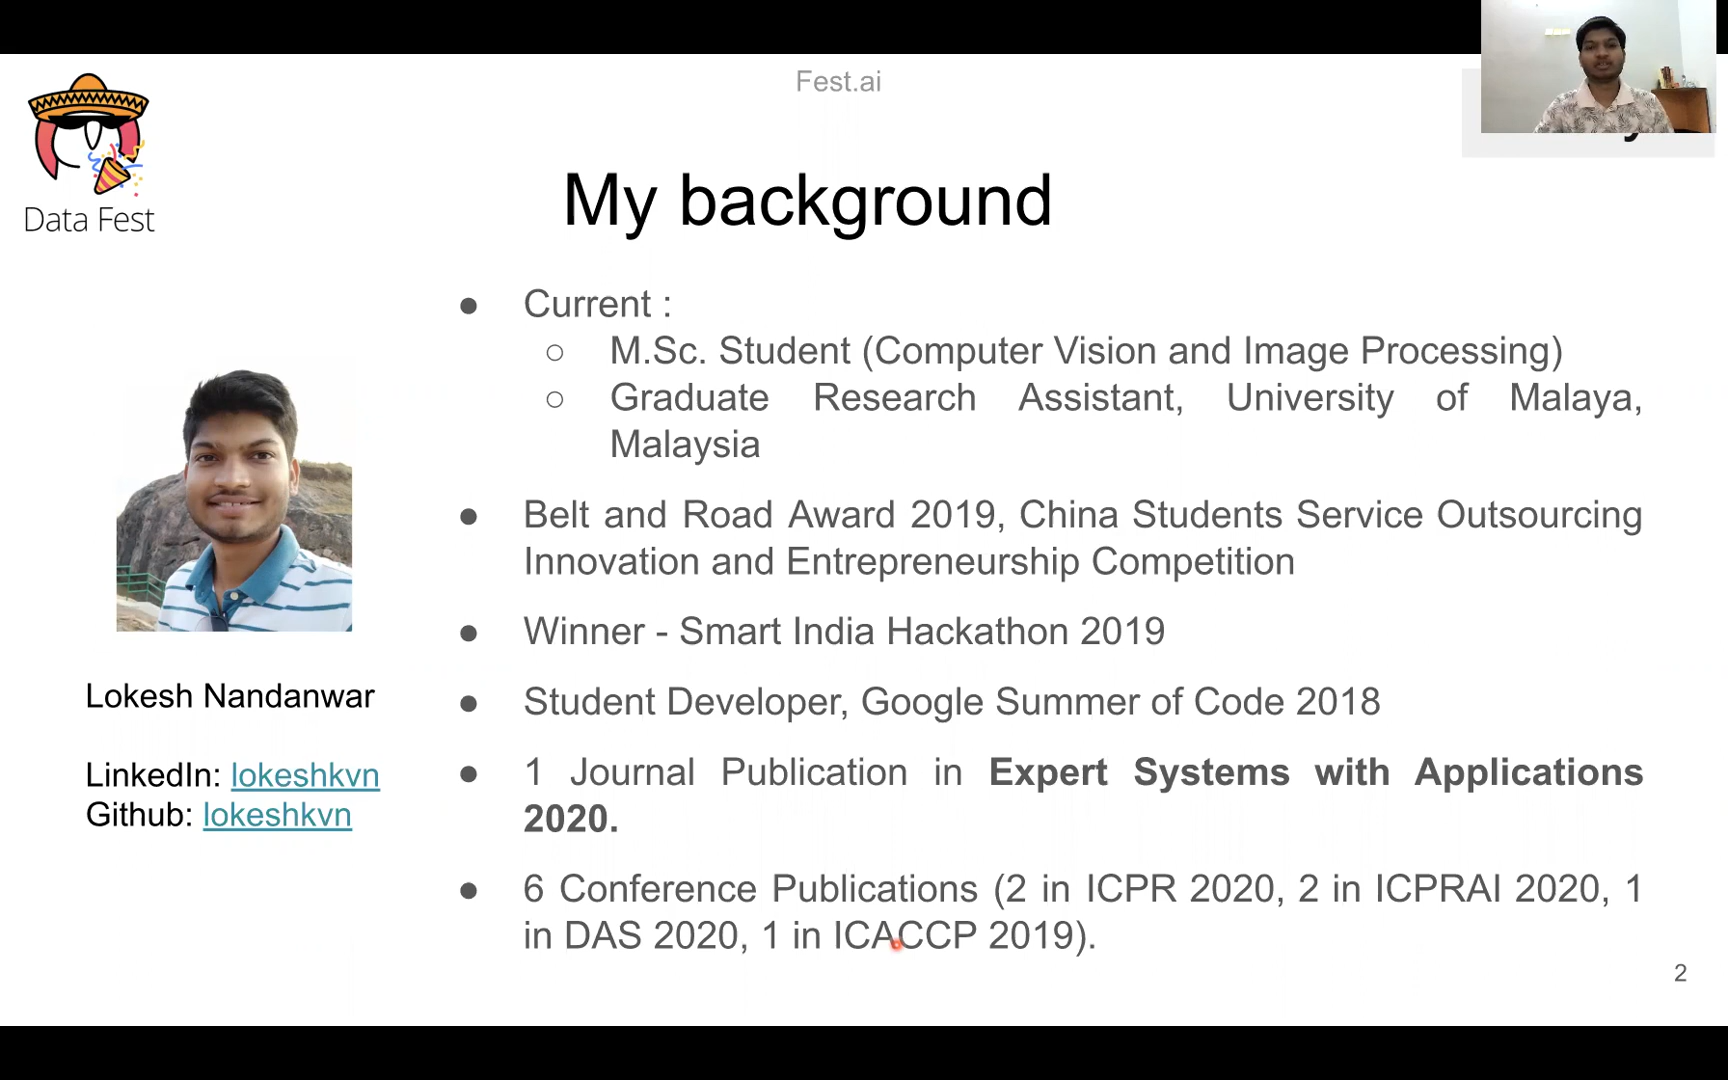 Fest.ai
Data Fest
My background
● Current :
○ M.Sc. Student (Computer Vision and Image Processing)
○ Graduate Research Assistant, University of Malaya,
Malaysia
● Belt and Road Award 2019, China Students Service Outsourcing
Innovation and Entrepreneurship Competition
● Winner - Smart India Hackathon 2019
● Student Developer, Google Summer of Code 2018
● 1 Journal Publication in Expert Systems with Applications
2020.
● 6 Conference Publications (2 in ICPR 2020, 2 in ICPRAI 2020, 1
in DAS 2020, 1 in ICACCP 2019).
Lokesh Nandanwar
LinkedIn: lokeshkvn
Github: lokeshkvn
2